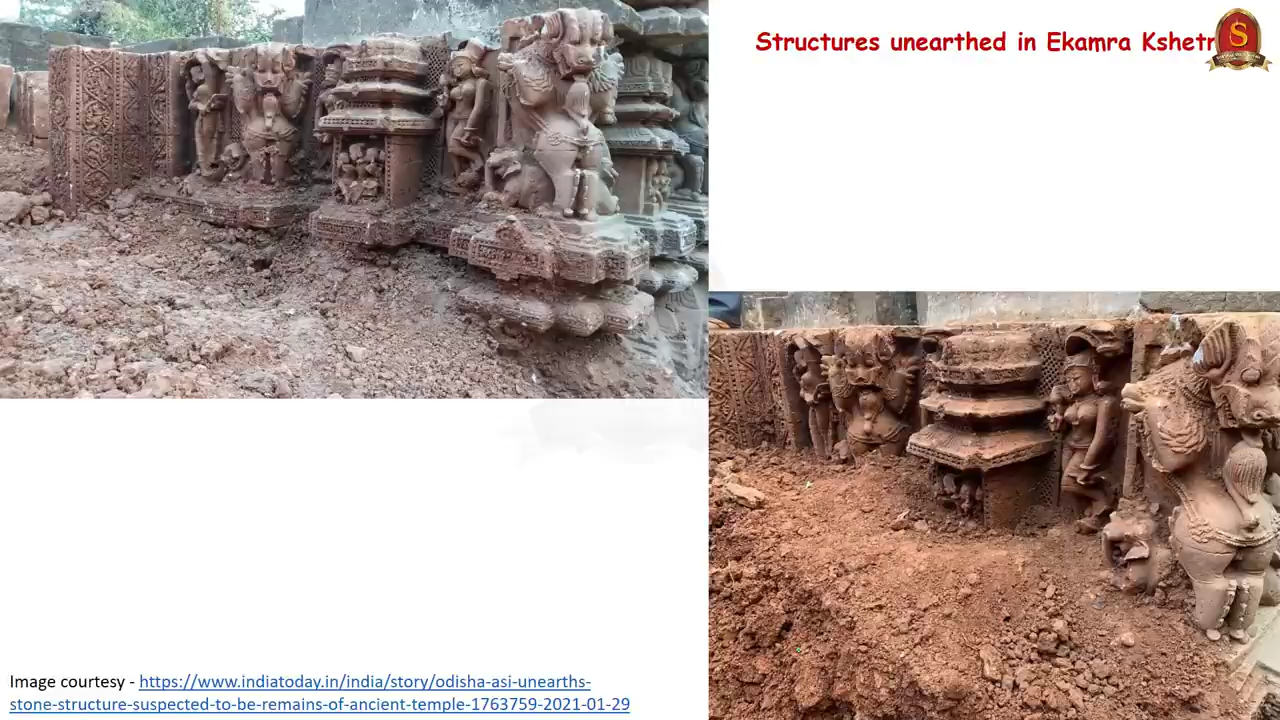 Structures unearthed in Ekamra Kshetr
S
Image courtesy - https://www.indiatoday.in/india/story/odisha-asi-unearths-
stone-structure-suspected-to-be-remains-of-ancient-temple-1763759-2021-01-29